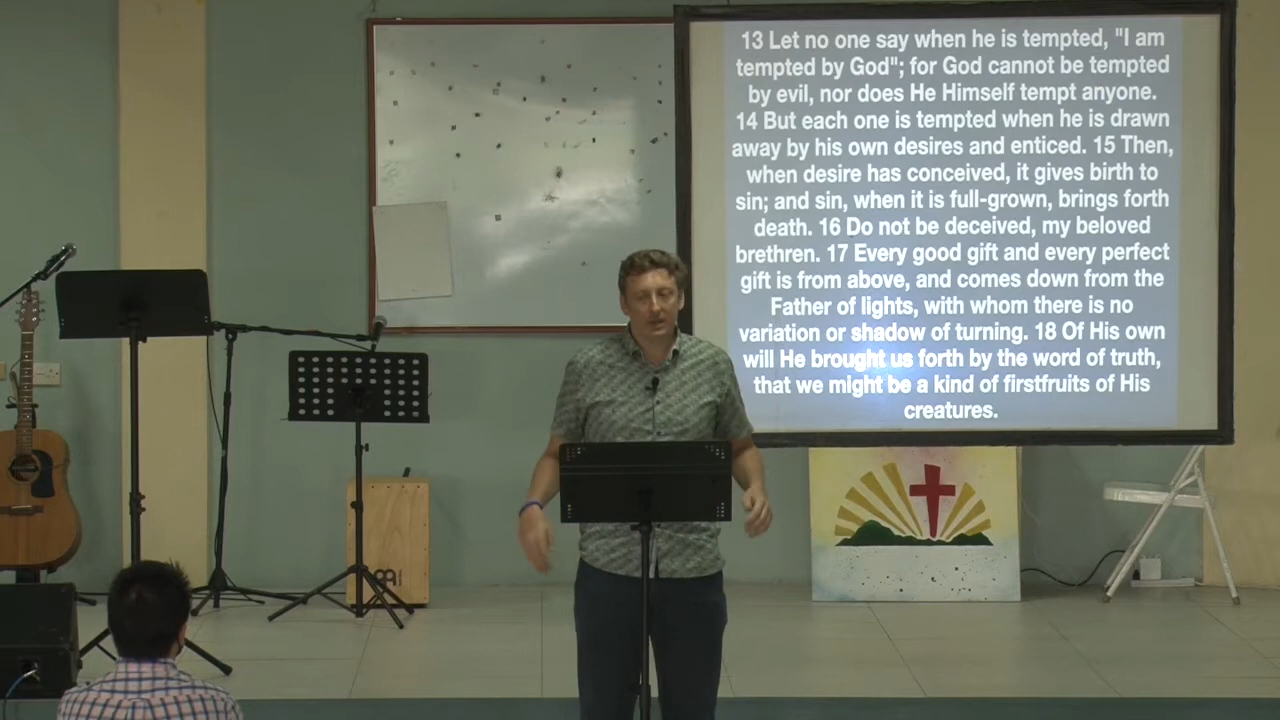 13 Let no one say when he is tempted, "I am
tempted by God"; for God cannot be tempted
by evil, nor does He Himself tempt anyone.
14 But each one is tempted when he is drawn
away by his own desires and enticed. 15 Then,
when desire has conceived, it gives birth to
sin; and sin, when it is full-grown, brings forth
death. 16 Do not be deceived, my beloved
brethren. 17 Every good gift and every perfect
gift is from above, and comes down from the
Father of lights, with whom there is no
variation or shadow of turning. 18 Of His own
will He brought us forth by the word of truth,
that we might be a kind of firstfruits of His
creatures.